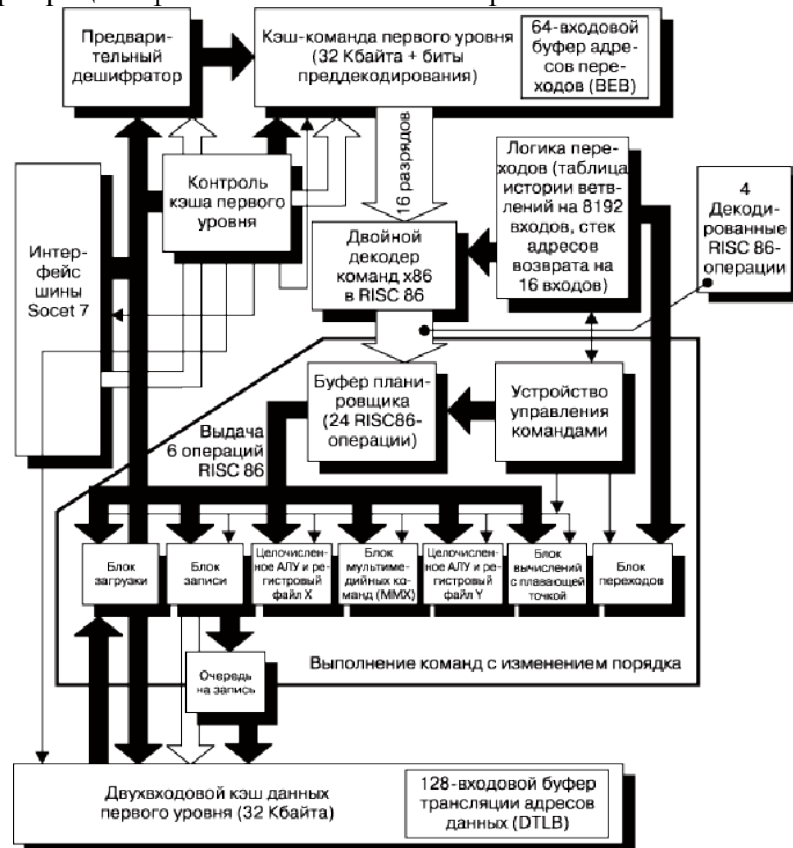 Предвари-
тельный
дешифратор
Кэш-команда первого уровня
(32 Кбайта + биты
преддекодирования)
64-входовой
буфер адре-
сов пере-
ходов (BEB)
16 разрядов
Контроль
кэша первого
уровня
Логика пере-
ходов (таблица
истории ветв-
лений на 8192
входов, стек
адресов
возврата на
16 входов)
4
Декодиро-
ванные
RISC 86-
операции
Интер-
фейс
шины
Socet 7
Двойной
декодер
команд x86
в RISC 86
Буфер плани-
ровщика
(24 RISC86-
операции)
Устройство
управления
командами
Выдача
6 операций
RISC 86
Блок
загрузки
Блок
записи
Целочислен-
ное АЛУ и ре-
гистровый
файл X
Блок
мультиме-
дийных ко-
манд (MMX)
Целочислен-
ное АЛУ и ре-
гистровый
файл Y
Блок
вычислений
с плавающей
точкой
Блок
переходов
Очередь
на запись
Выполнение команд с изменением порядка
Двухвходовой кэш данных
первого уровня (32 Кбайта)
128-входовой буфер
трансляции адресов
данных (DTLB)